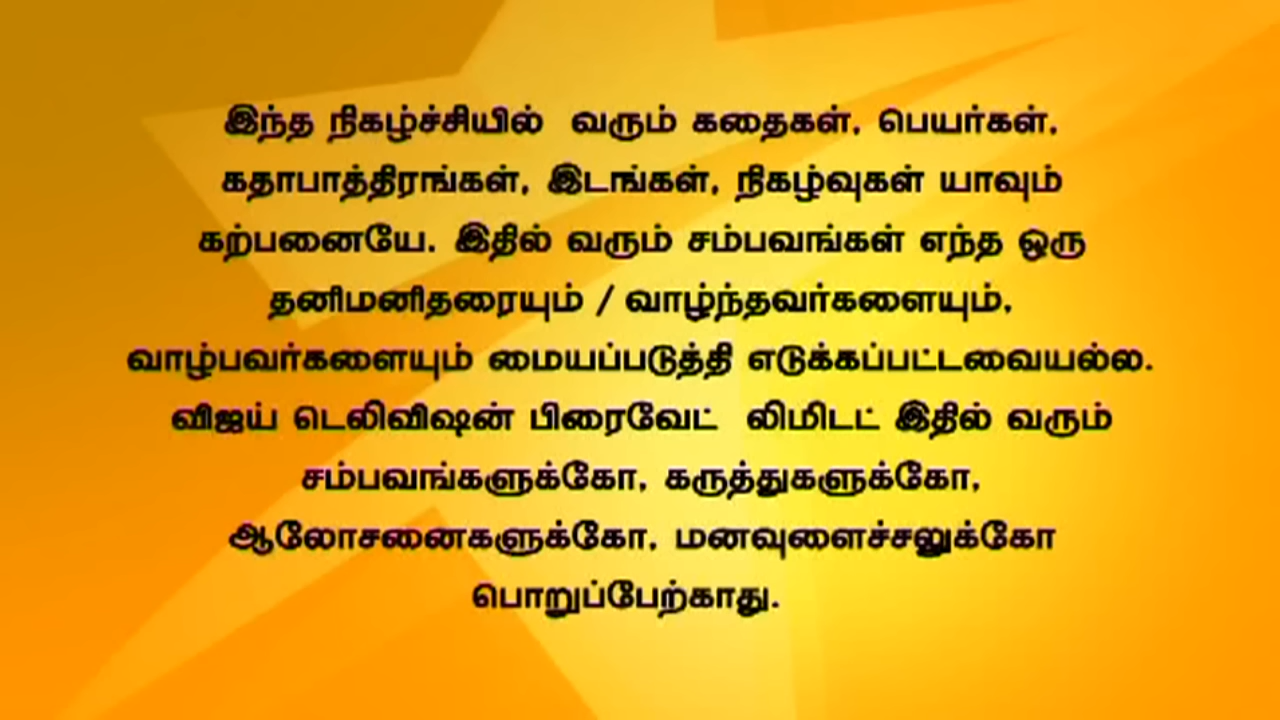 இந்த நிகழ்ச்சியில் வரும் கதைகள், பெயர்கள்,
கதாபாத்திரங்கள், இடங்கள், நிகழ்வுகள் யாவும்
கற்பனையே. இதில் வரும் சம்பவங்கள் எந்த ஒரு
தனிமனிதரையும் / வாழ்ந்தவர்களையும்,
வாழ்பவர்களையும் மையப்படுத்தி எடுக்கப்பட்டவையல்ல.
விஜய் டெலிவிஷன் பிரைவேட் லிமிடட் இதில் வரும்
சம்பவங்களுக்கோ, கருத்துகளுக்கோ,
ஆலோசனைகளுக்கோ, மனவுளைச்சலுக்கோ
பொறுப்பேற்காது.